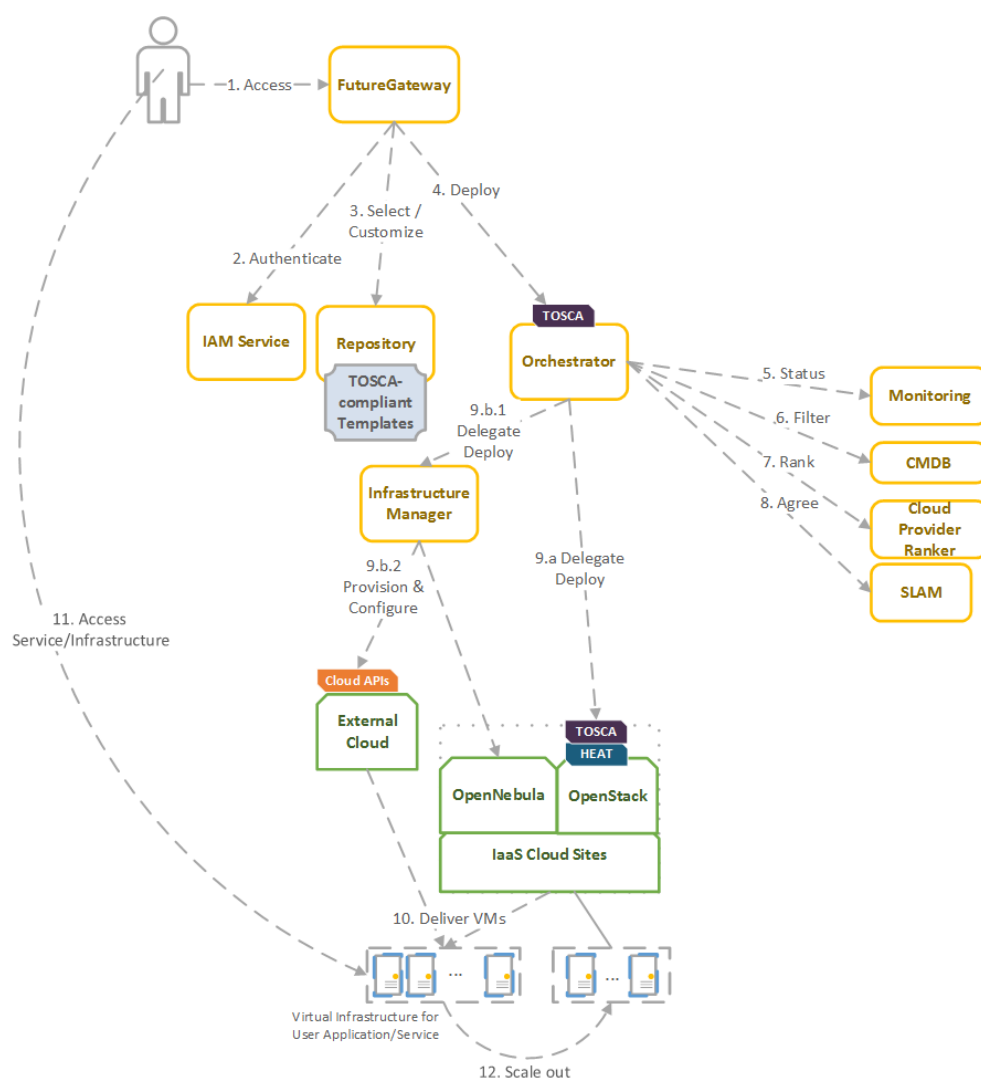 1. Access
FutureGateway
4. Deploy
3. Select /
Customize
2. Authenticate
TOSCA
IAM Service
Repository
Orchestrator
TOSCA-
compliant
Templates
5. Status
Monitoring
6. Filter
9.b.1
Delegate
Deploy
7. Rank
CMDB
8. Agree
Infrastructure
Manager
Cloud
Provider
Ranker
9.b.2
Provision &
Configure
9.a Delegate
Deploy
SLAM
11. Access
Service/Infrastructure
Cloud APIs
External
Cloud
TOSCA
HEAT
OpenNebula
OpenStack
IaaS Cloud Sites
10. Deliver VMs
...
...
Virtual Infrastructure for
User Application/Service
12. Scale out